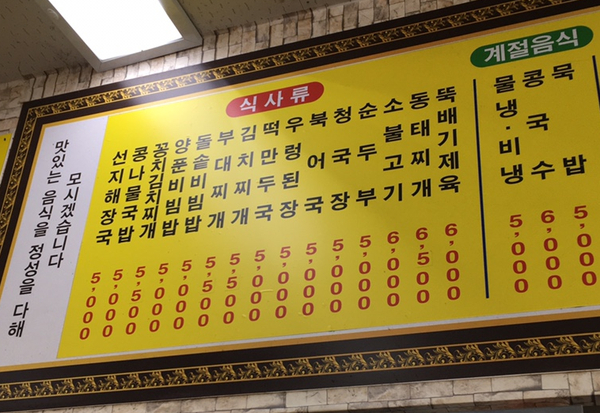 맛있는 음식을 정성을 다해
모시겠습니다
식사류
선지해장국 5,000
콩나물국밥 5,000
꽁치김치찌개 5,500
양푼비빔밥 5,000
돌솥비빔밥 5,000
부대찌개 5,500
김치찌개 5,500
떡만두국 5,000
우렁된장 5,000
북어국 5,000
청국장 5,000
순두부 5,000
소불고기 6,000
동태찌개 6,500
뚝배기제육 6,000
계절음식
물냉·비냉 5,000
콩국수 6,000
묵밥 5,000